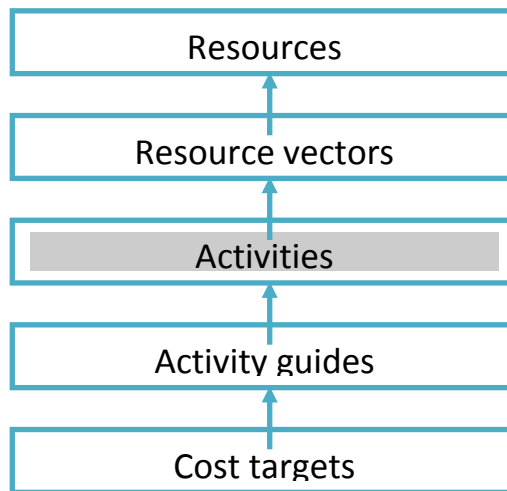 Resources
Resource vectors
Activities
Activity guides
Cost targets